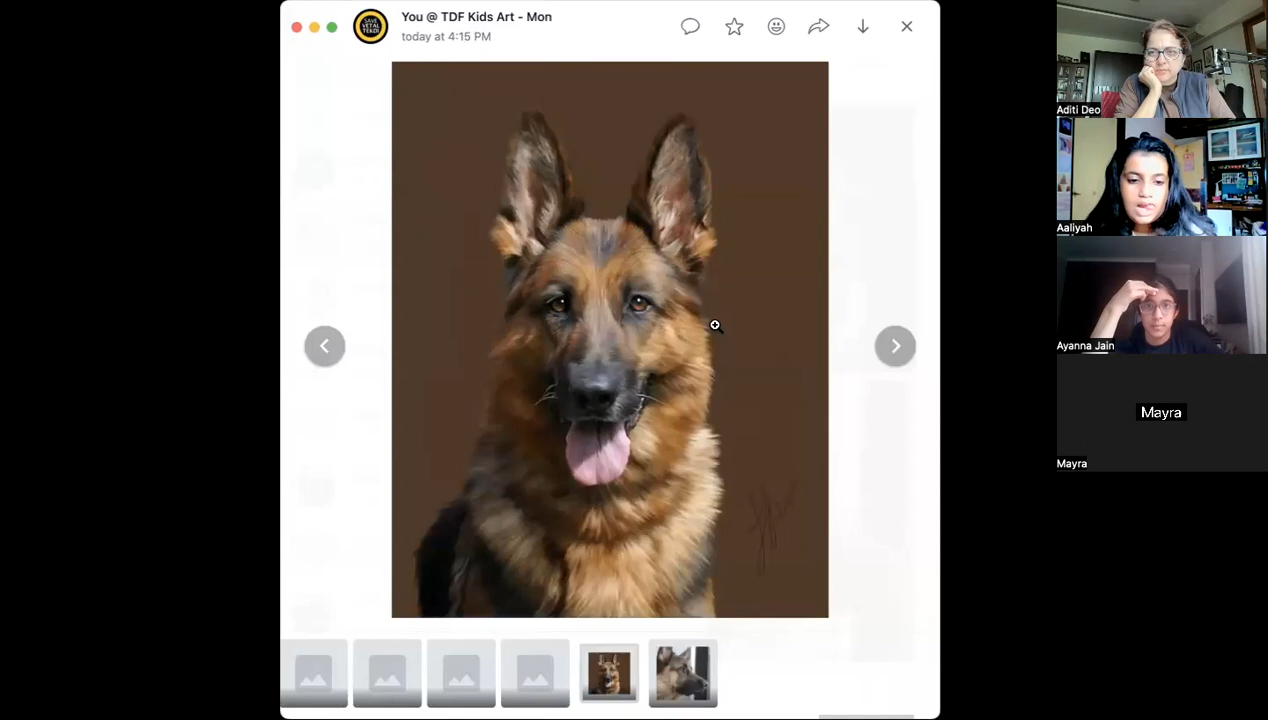 You @ TDF Kids Art - Mon
today at 4:15 PM
SAVE
VETAL
TEKDI
Aditi Deo
Aaliyah
Ayanna Jain
Mayra
Mayra